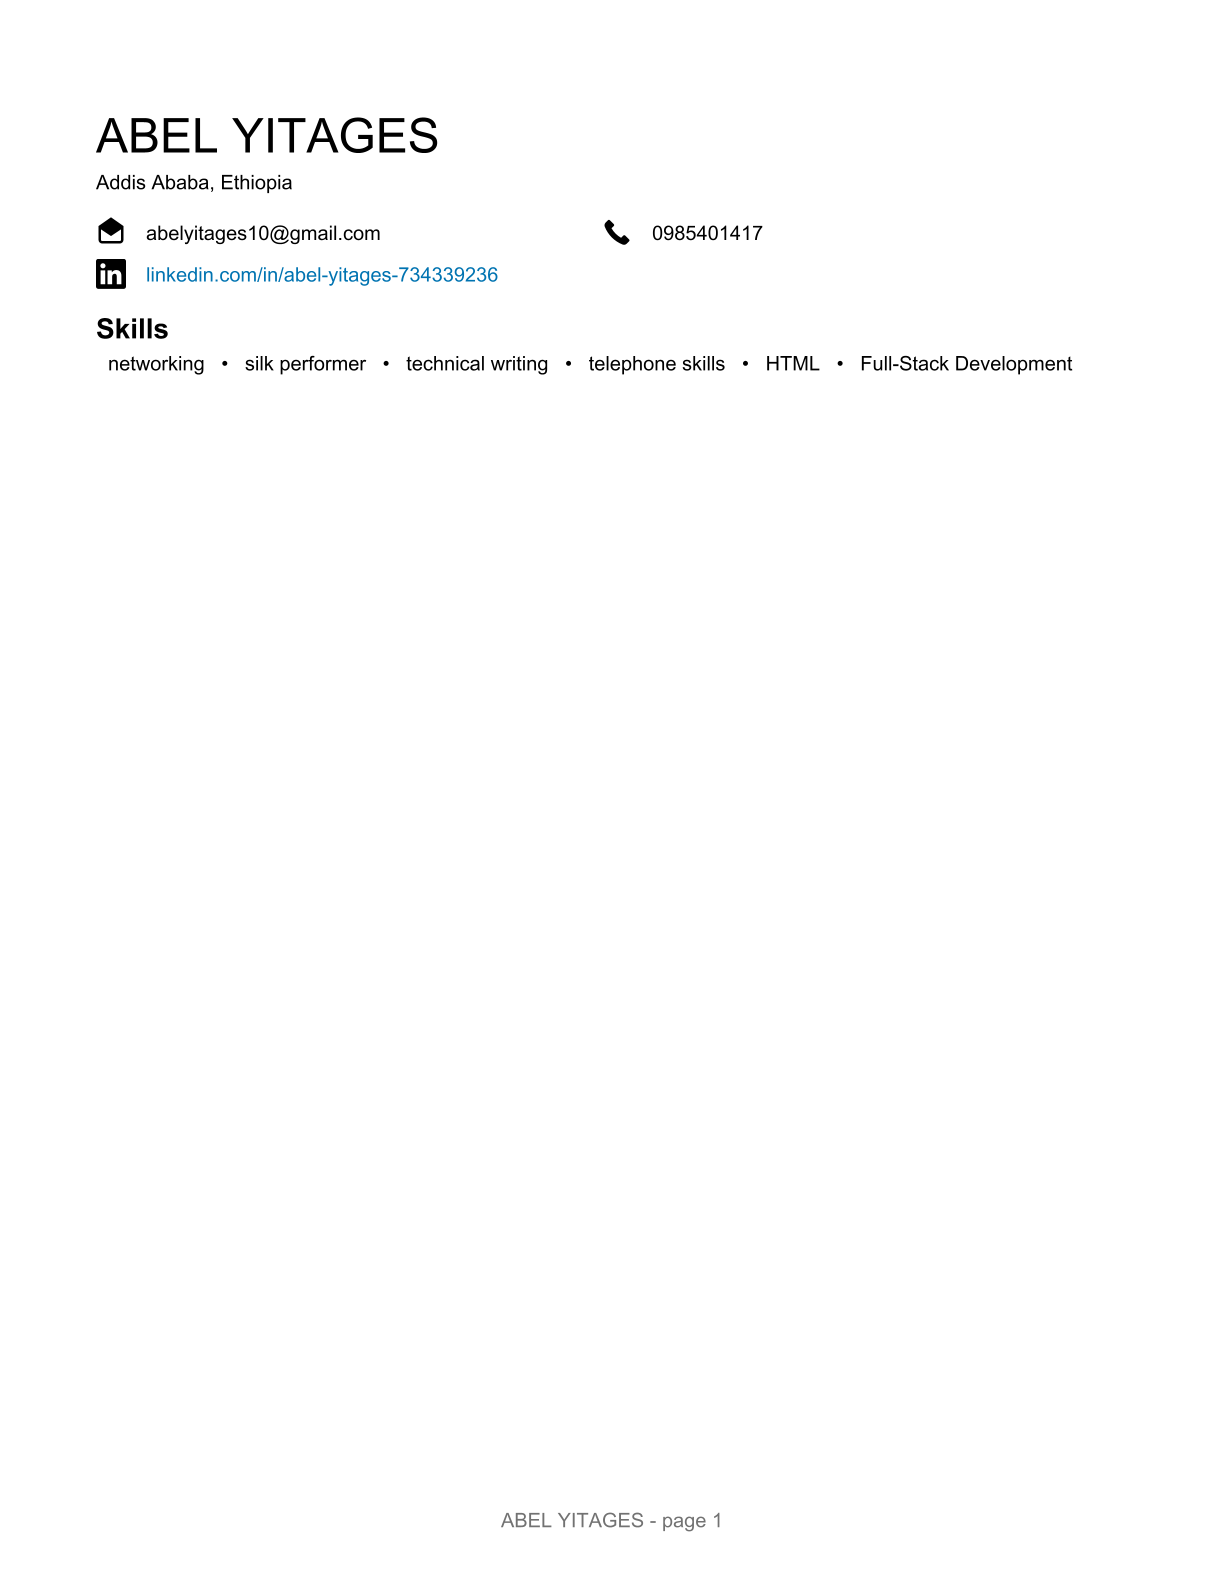 ABEL YITAGES
Addis Ababa, Ethiopia
abelyitages10@gmail.com 0985401417
in linkedin.com/in/abel-yitages-734339236
Skills
networking • silk performer • technical writing • telephone skills • HTML • Full-Stack Development
ABEL YITAGES - page 1